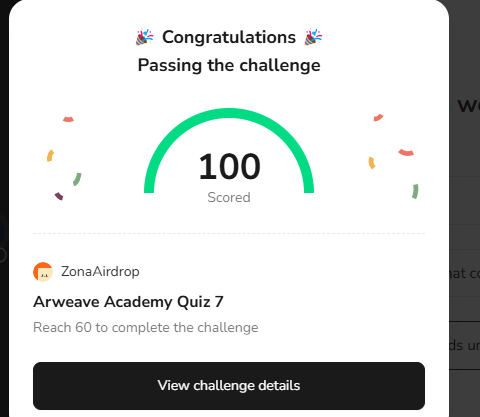 Congratulations
Passing the challenge
100
Scored
ZonaAirdrop
Arweave Academy Quiz 7
Reach 60 to complete the challenge
View challenge details